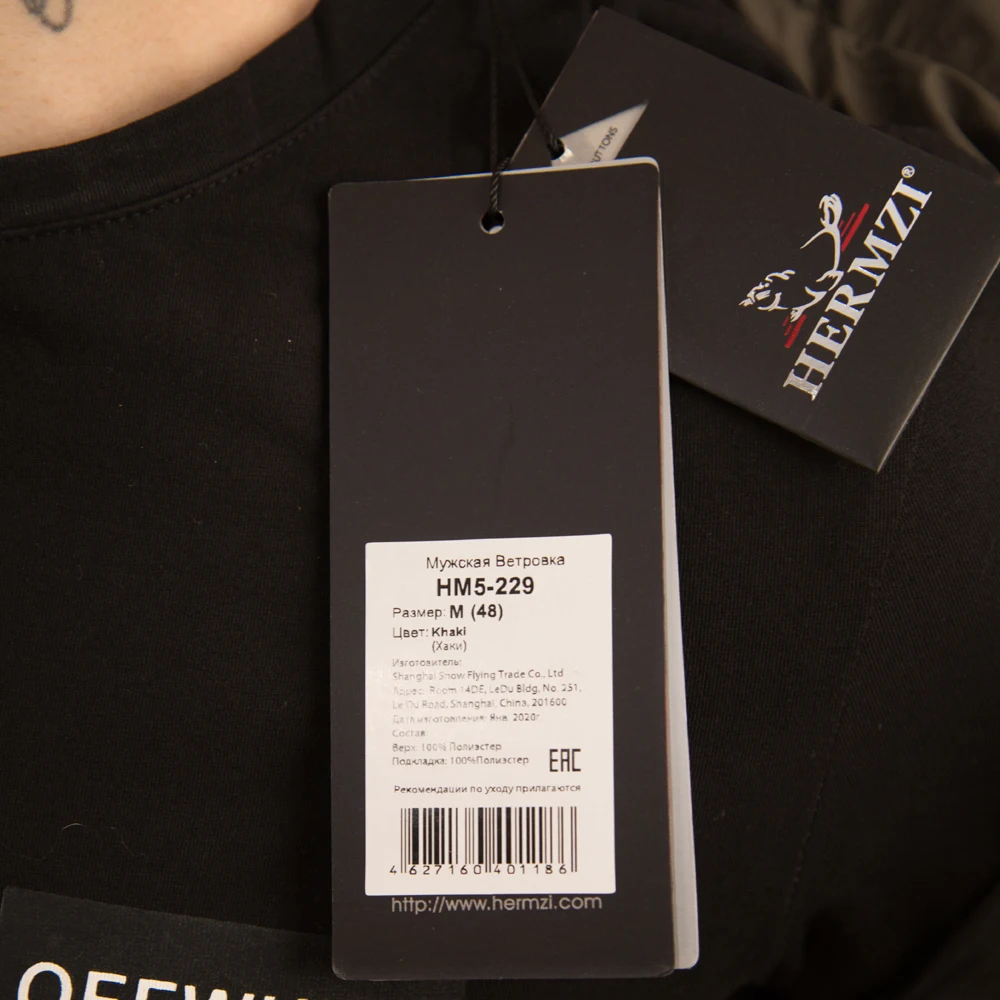 UTTONS
HERMZI®
Мужская Ветровка
HM5-229
Размер: M (48)
Цвет: Khaki
(Хаки)
Изготовитель:
Shanghai Snow Flying Trade Co., Ltd
Адрес: Room 14DE, LeDu Bldg, No. 251,
Le Du Road, Shanghai, China, 201600
Дата изготовления: Янв. 2020г
Состав:
Верх: 100% Полиэстер
Подкладка: 100%Полиэстер
EAC
Рекомендации по уходу прилагаются
4 627160 401186
http://www.hermzi.com
OFFWH